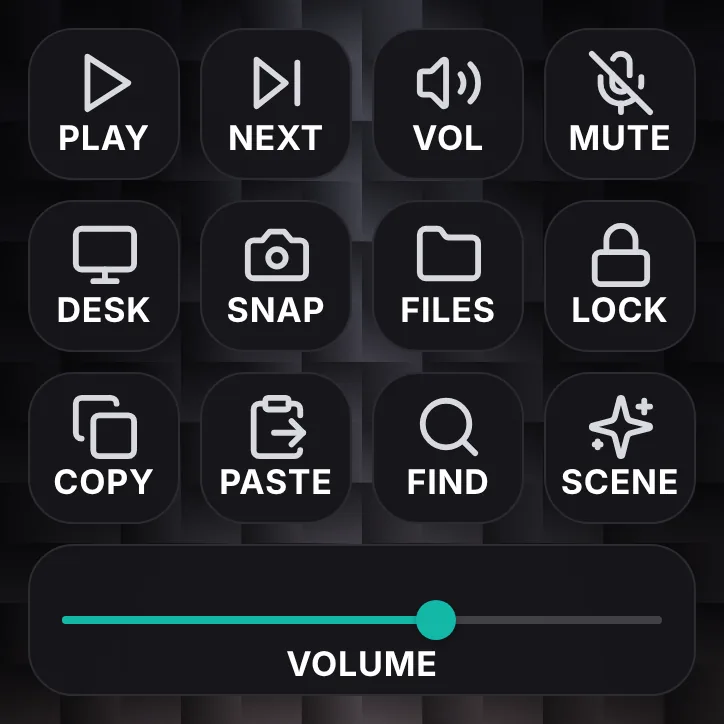 PLAY
NEXT
VOL
MUTE
DESK
SNAP
FILES
LOCK
COPY
PASTE
FIND
SCENE
VOLUME